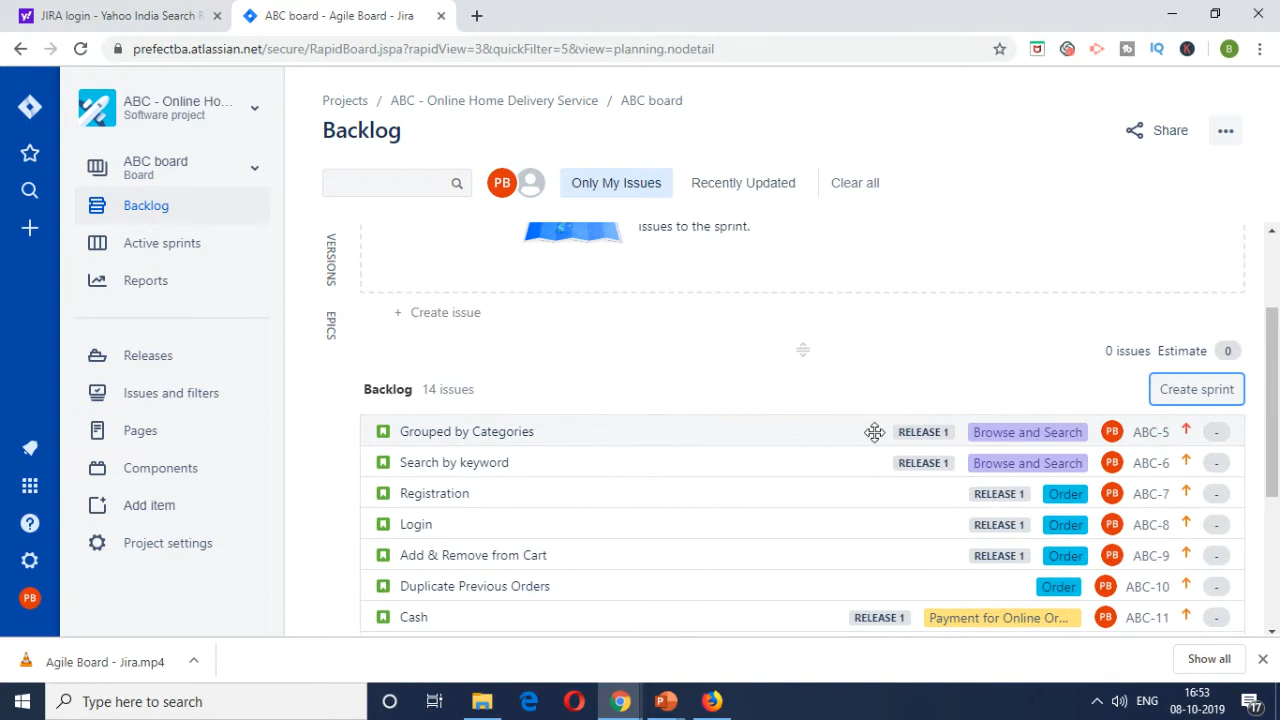 JIRA login - Yahoo India Search R
ABC board - Agile Board - Jira
prefectba.atlassian.net/secure/RapidBoard.jspa?rapidView=3&quickFilter=5&view=planning.nodetail
IQ
K
B
ABC - Online Ho...
Software project
ABC board
Board
Backlog
Active sprints
Reports
Releases
Issues and filters
Pages
Components
Add item
Project settings
PB
Projects / ABC - Online Home Delivery Service / ABC board
Backlog
Share
PB
Only My Issues
Recently Updated
Clear all
VERSIONS
EPICS
issues to the sprint.
+ Create issue
0 issues Estimate 0
Backlog 14 issues
Create sprint
Grouped by Categories RELEASE 1 Browse and Search PB ABC-5 -
Search by keyword RELEASE 1 Browse and Search PB ABC-6 -
Registration RELEASE 1 Order PB ABC-7 -
Login RELEASE 1 Order PB ABC-8 -
Add & Remove from Cart RELEASE 1 Order PB ABC-9 -
Duplicate Previous Orders Order PB ABC-10 -
Cash RELEASE 1 Payment for Online Or... PB ABC-11 -
Agile Board - Jira.mp4
Show all
Type here to search
ENG
16:53
08-10-2019
17